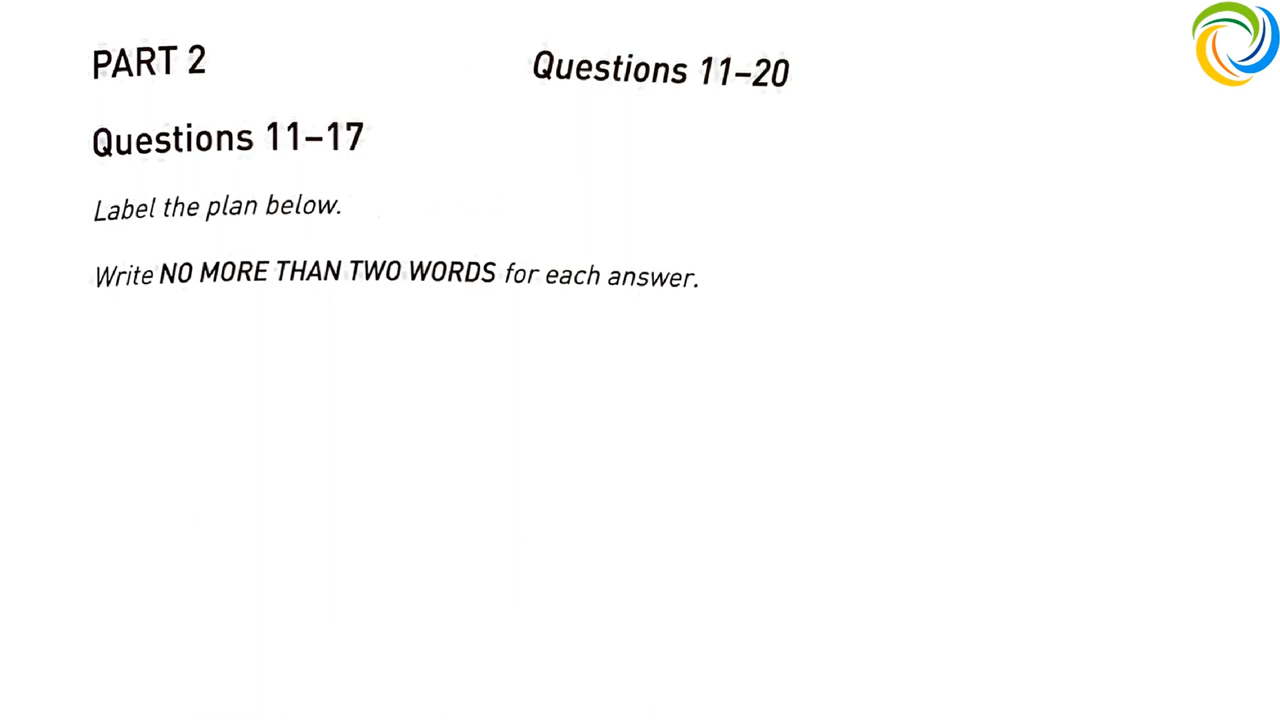 PART 2
Questions 11–20
Questions 11–17
Label the plan below.
Write NO MORE THAN TWO WORDS for each answer.